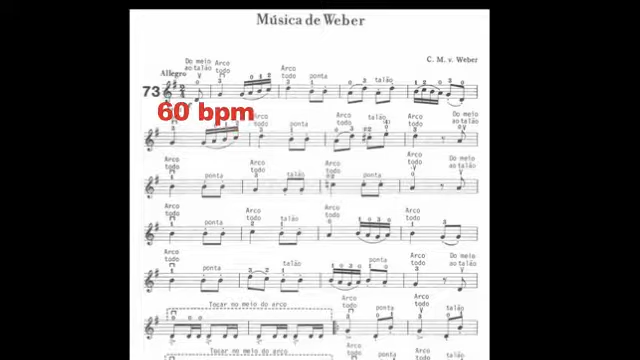 Música de Weber
C. M. v. Weber
Do meio Arco Arco
Allegro ao talão todo todo ponta talão
73
60 bpm
Arco Arco Arco Do meio
todo todo ponta todo talão ao talão
Arco Arco Arco Do meio
todo ponta todo talão todo ponta todo ao talão
Arco Arco Arco Arco
todo ponta todo talão todo todo
Arco Arco Do meio
todo ponta talão ponta todo ao talão
Tocar no meio do arco Arco talão
todo ponta todo
Tocar no meio do arco